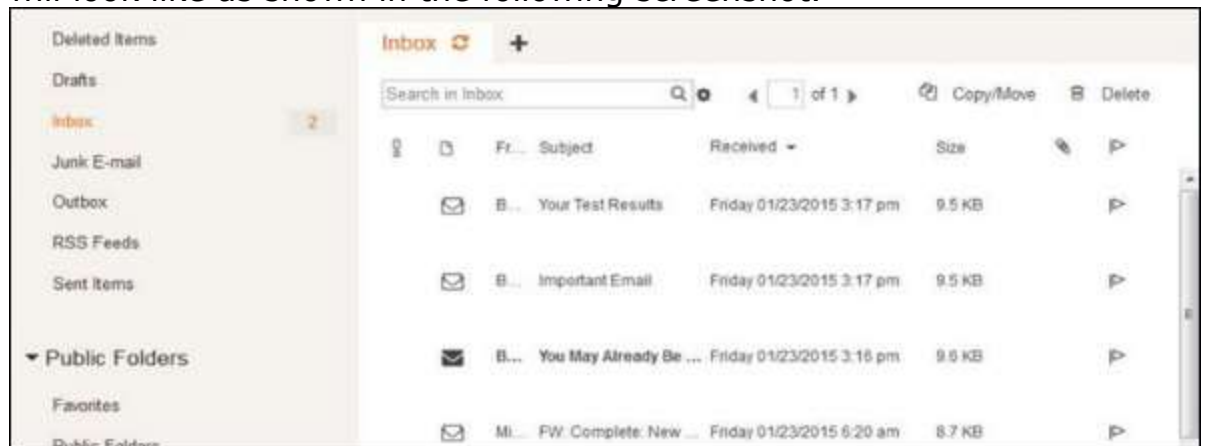 will look like as shown in the following screenshot:
Deleted Items
Drafts
Inbox 2
Junk E-mail
Outbox
RSS Feeds
Sent Items
Public Folders
Favorites
Public Folders
Inbox +
Search in Inbox 1 of 1 Copy/Move Delete
Fr... Subject Received Size
B... Your Test Results Friday 01/23/2015 3:17 pm 9.5 KB
B... Important Email Friday 01/23/2015 3:17 pm 9.5 KB
B... You May Already Be ... Friday 01/23/2015 3:16 pm 9.6 KB
Mi... FW: Complete: New ... Friday 01/23/2015 6:20 am 8.7 KB